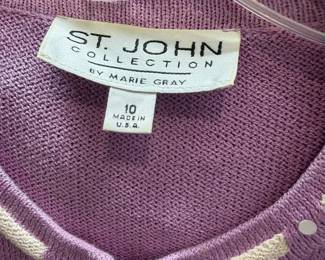 ST. JOHN
COLLECTION
BY MARIE GRAY
10
MADE IN
U.S.A.